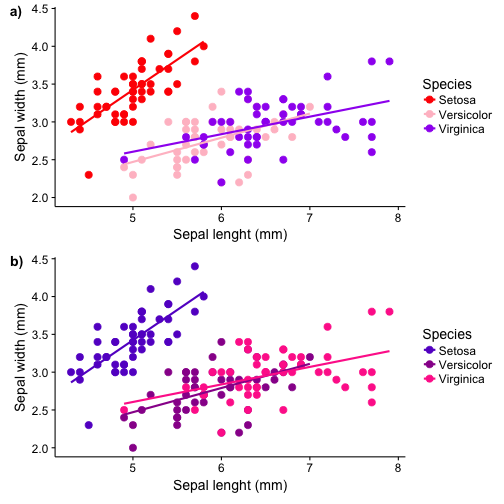 a)
4.5
4.0
3.5
3.0
2.5
2.0
Sepal width (mm)
5 6 7 8
Sepal lenght (mm)
Species
Setosa
Versicolor
Virginica
b)
4.5
4.0
3.5
3.0
2.5
2.0
Sepal width (mm)
5 6 7 8
Sepal lenght (mm)
Species
Setosa
Versicolor
Virginica